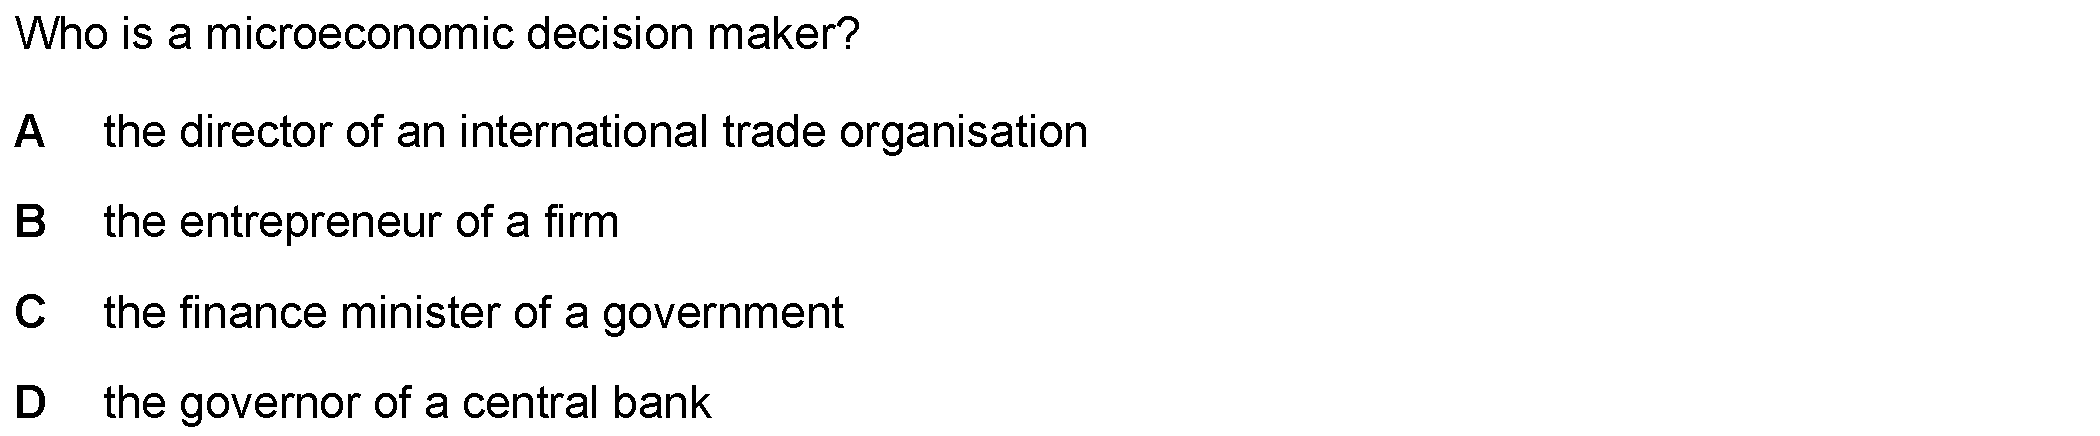 Who is a microeconomic decision maker?
A the director of an international trade organisation
B the entrepreneur of a firm
C the finance minister of a government
D the governor of a central bank